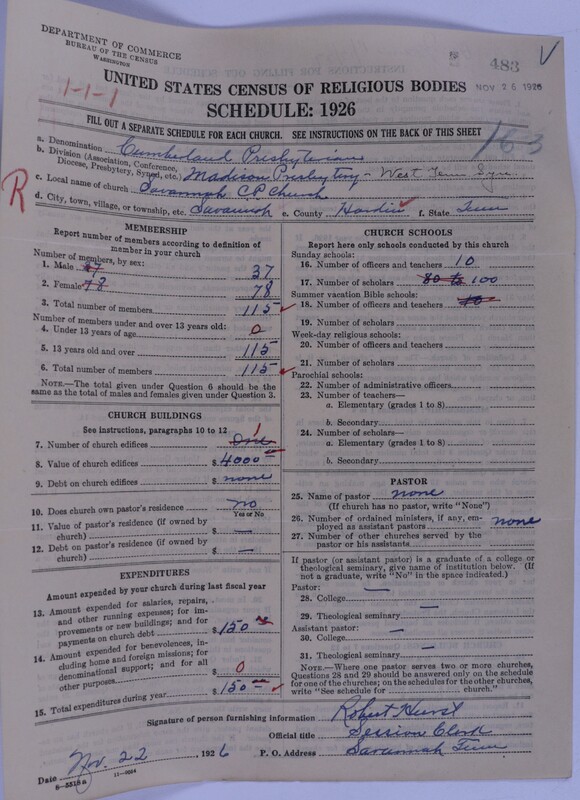 DEPARTMENT OF COMMERCE
BUREAU OF THE CENSUS
WASHINGTON
483
NOV 26 1926
1-1-1
UNITED STATES CENSUS OF RELIGIOUS BODIES
SCHEDULE: 1926
FILL OUT A SEPARATE SCHEDULE FOR EACH CHURCH. SEE INSTRUCTIONS ON THE BACK OF THIS SHEET
a. Denomination Cumberland Presbyterian
b. Division (Association, Conference, Diocese, Presbytery, Synod, etc.) Madison Presbytery - West Tenn Syn
R
c. Local name of church Savannah C.P. Church
d. City, town, village, or township, etc. Savannah e. County Hardin f. State Tenn
MEMBERSHIP
Report number of members according to definition of
member in your church
Number of members, by sex:
1. Male 37
2. Female 78 78
3. Total number of members 115
Number of members under and over 13 years old:
4. Under 13 years of age 0
5. 13 years old and over 115
6. Total number of members 115
NOTE.—The total given under Question 6 should be the
same as the total of males and females given under Question 3.
CHURCH BUILDINGS
See instructions, paragraphs 10 to 12
7. Number of church edifices One 1
8. Value of church edifices $ 4000
9. Debt on church edifices $ none
10. Does church own pastor's residence no
Yes or No
11. Value of pastor's residence (if owned by
church) $ —
12. Debt on pastor's residence (if owned by
church) $ —
EXPENDITURES
Amount expended by church during last fiscal year
13. Amount expended for salaries, repairs,
and other running expenses; for im-
provements or new buildings; and for
payments on church debt $ 150
14. Amount expended for benevolences, in-
cluding home and foreign missions; for
denominational support; and for all
other purposes $ 0
15. Total expenditures during year $ 150
CHURCH SCHOOLS
Report here only schools conducted by this church
Sunday schools:
16. Number of officers and teachers 10
17. Number of scholars 80 to 100
Summer vacation Bible schools:
18. Number of officers and teachers 10
19. Number of scholars
Week-day religious schools:
20. Number of officers and teachers
21. Number of scholars
Parochial schools:
22. Number of administrative officers
23. Number of teachers—
a. Elementary (grades 1 to 8)
b. Secondary
24. Number of scholars—
a. Elementary (grades 1 to 8)
b. Secondary
PASTOR
25. Name of pastor none
(If church has no pastor, write "None")
26. Number of ordained ministers, if any, em-
ployed as assistant pastors none
27. Number of other churches served by the
pastor or his assistants
If pastor (or assistant pastor) is a graduate of a college or
theological seminary, give name of institution below. (If
not a graduate, write "No" in the space indicated.)
Pastor:
28. College —
29. Theological seminary —
Assistant pastor:
30. College —
31. Theological seminary —
NOTE.—Where one pastor serves two or more churches,
Questions 28 and 29 should be answered only on the schedule
for one of the churches; on the schedules for the other churches,
write "See schedule for church."
Signature of person furnishing information Robert Hurst
Official title Session Clerk
Date Nov. 22 1926 P. O. Address Savannah Tenn
8-5518a 11-9054